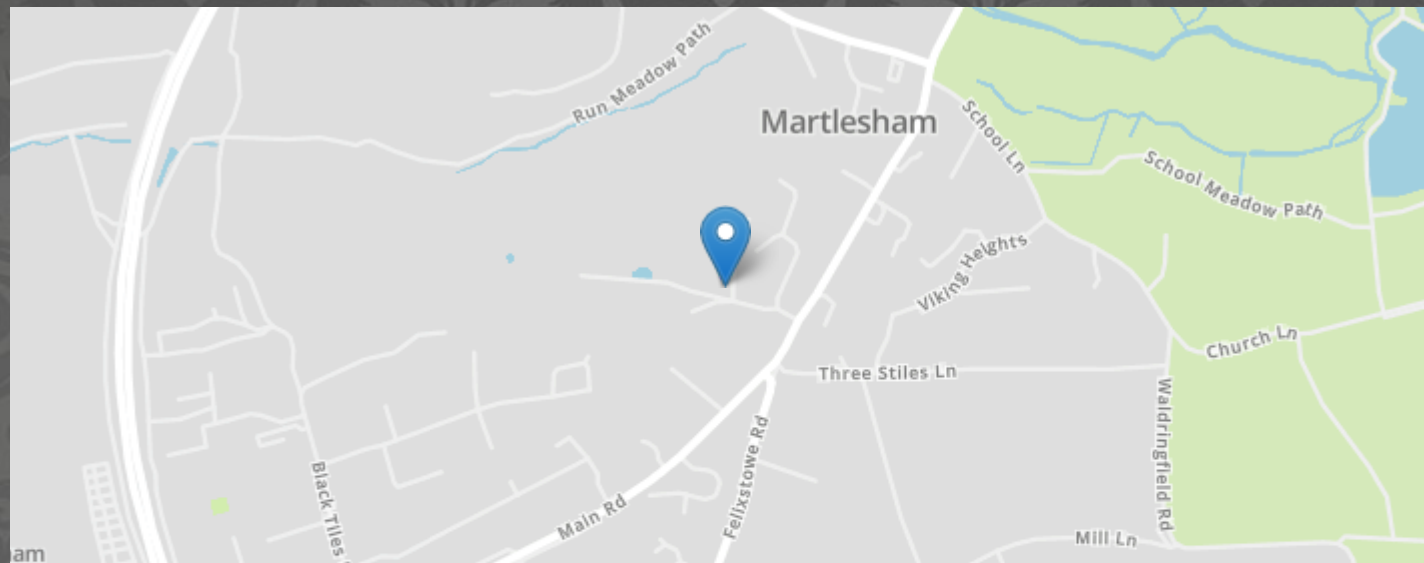 Run Meadow Path
Martlesham
School Ln
School Meadow Path
Viking Heights
Church Ln
Three Stiles Ln
Waldringfield Rd
Felixstowe Rd
Black Tiles
Main Rd
Mill Ln
am